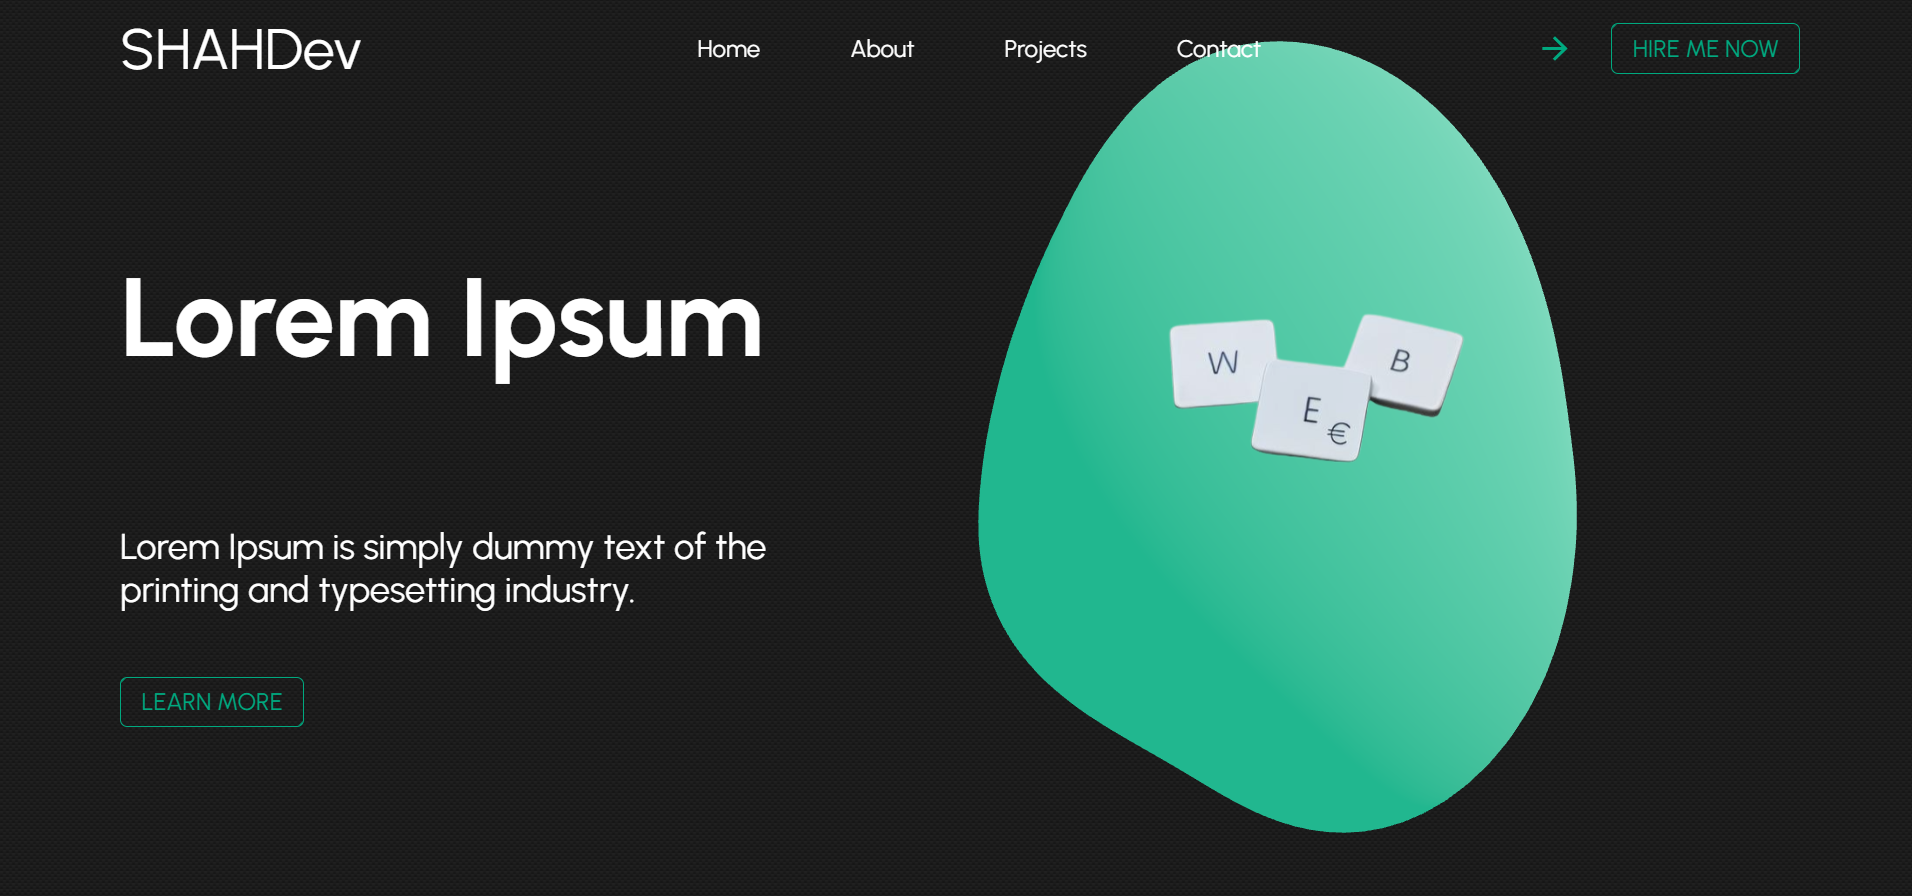 SHAHDev
Home
About
Projects
Contact
HIRE ME NOW
Lorem Ipsum
W
E €
B
Lorem Ipsum is simply dummy text of the
printing and typesetting industry.
LEARN MORE